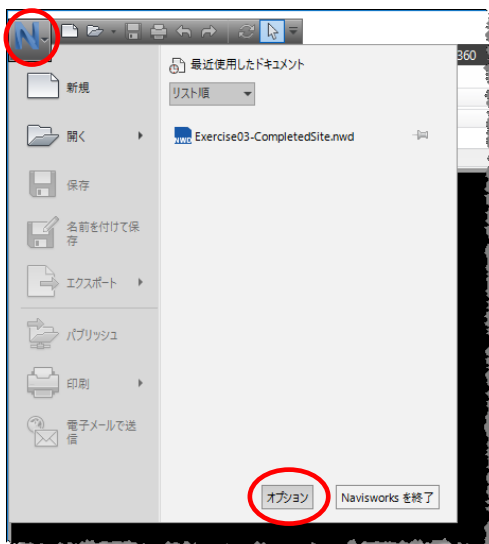 N
360
最近使用したドキュメント
リスト順
Exercise03-CompletedSite.nwd
新規
開く
保存
名前を付けて保
存
エクスポート
パブリッシュ
印刷
電子メールで送
信
オプション
Navisworks を終了